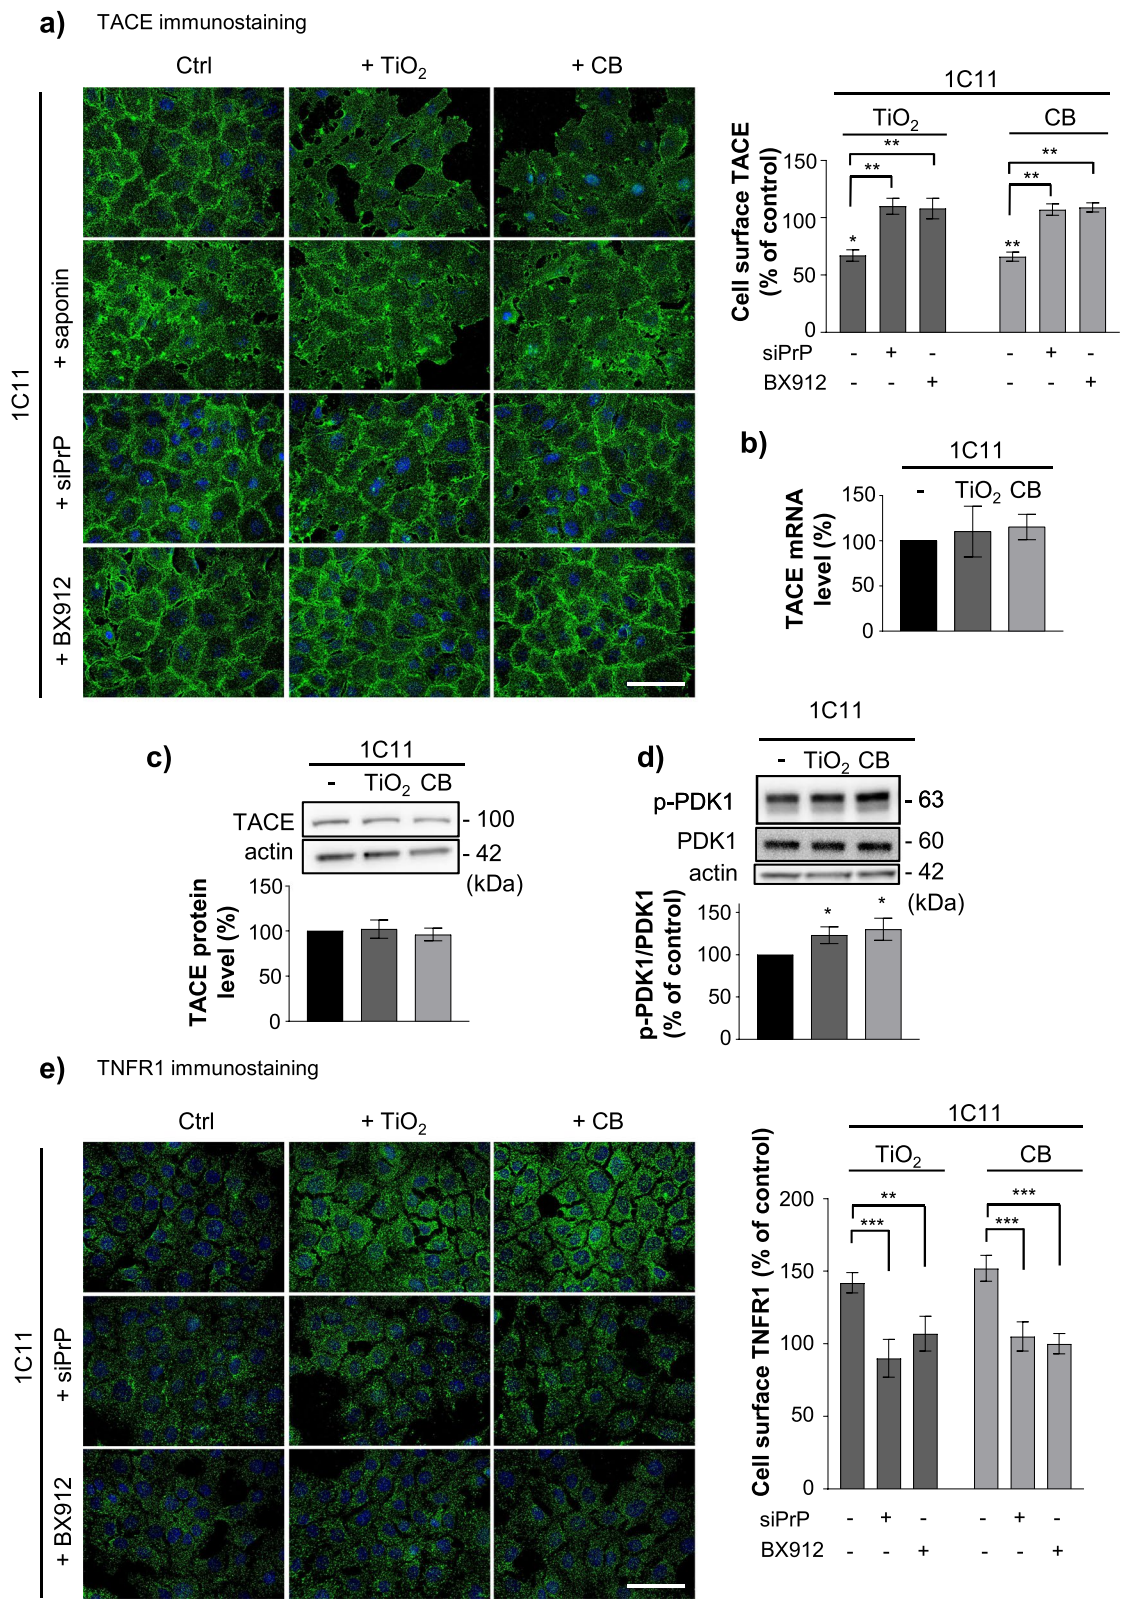 a) TACE immunostaining
Ctrl + TiO2 + CB
1C11
+ saponin
+ siPrP
+ BX912
1C11
TiO2 CB
** **
** **
* **
Cell surface TACE
(% of control)
150
100
50
0
siPrP - + - - + -
BX912 - - + - - +
b)
1C11
- TiO2 CB
TACE mRNA
level (%)
150
100
50
0
c)
1C11
- TiO2 CB
TACE - 100
actin - 42
(kDa)
TACE protein
level (%)
150
100
50
0
d)
1C11
- TiO2 CB
p-PDK1 - 63
PDK1 - 60
actin - 42
(kDa)
p-PDK1/PDK1
(% of control)
150
100
50
0
* *
e) TNFR1 immunostaining
Ctrl + TiO2 + CB
1C11
+ siPrP
+ BX912
1C11
TiO2 CB
** ***
*** ***
Cell surface TNFR1 (% of control)
200
150
100
50
0
siPrP - + - - + -
BX912 - - + - - +